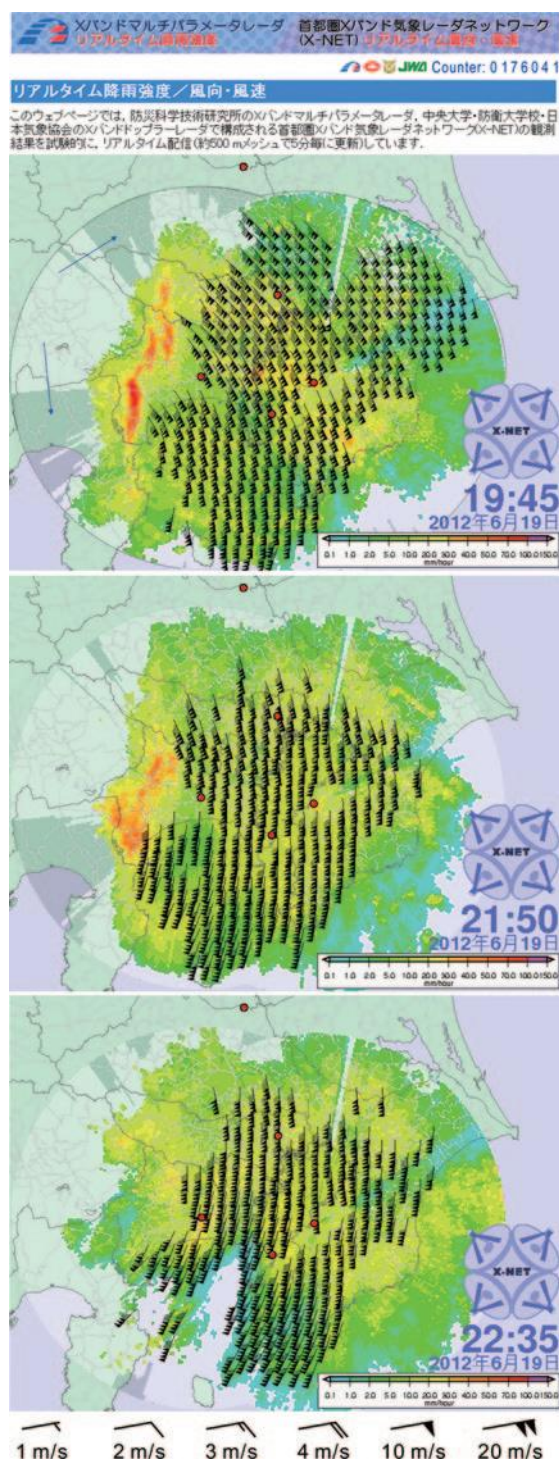 Xバンドマルチパラメータレーダ
リアルタイム降雨強度
首都圏Xバンド気象レーダネットワーク
(X-NET) リアルタイム風向・風速
JWA Counter: 0176041
リアルタイム降雨強度／風向・風速
このウェブページでは, 防災科学技術研究所のXバンドマルチパラメータレーダ, 中央大学・防衛大学校・日
本気象協会のXバンドドップラーレーダで構成される首都圏Xバンド気象レーダネットワーク(X-NET)の観測
結果を試験的に, リアルタイム配信(約500 mメッシュで5分毎に更新)しています.
X-NET
19:45
2012年6月19日
0.1 1.0 2.0 5.0 10.0 20.0 30.0 40.0 50.0 70.0 100.0 150.0
mm/hour
X-NET
21:50
2012年6月19日
0.1 1.0 2.0 5.0 10.0 20.0 30.0 40.0 50.0 70.0 100.0 150.0
mm/hour
X-NET
22:35
2012年6月19日
0.1 1.0 2.0 5.0 10.0 20.0 30.0 40.0 50.0 70.0 100.0 150.0
mm/hour
1 m/s 2 m/s 3 m/s 4 m/s 10 m/s 20 m/s